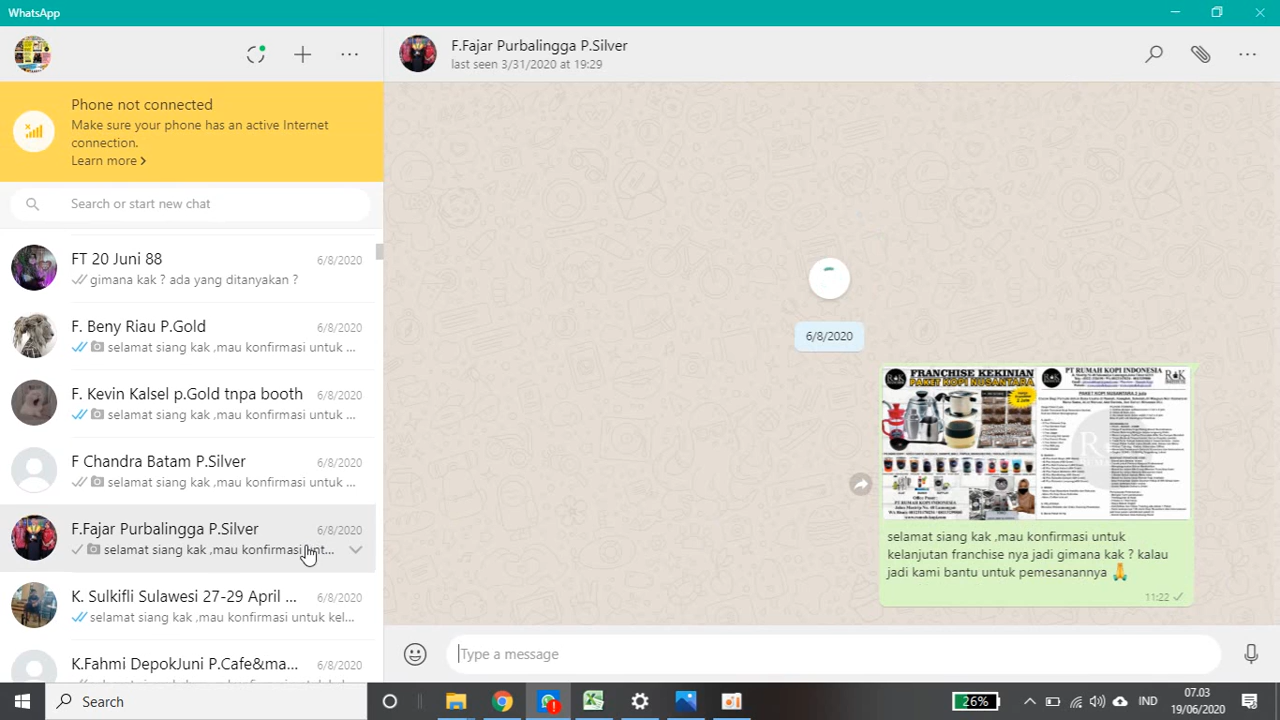 WhatsApp
F.Fajar Purbalingga P.Silver
last seen 3/31/2020 at 19:29
Phone not connected
Make sure your phone has an active Internet
connection.
Learn more >
Search or start new chat
FT 20 Juni 88
6/8/2020
gimana kak ? ada yang ditanyakan ?
F. Beny Riau P.Gold
6/8/2020
selamat siang kak ,mau konfirmasi untuk ...
F. Kevin Kalsel p.Gold tnpa booth
6/8/2020
selamat siang kak ,mau konfirmasi untuk ...
F Chandra Batam P.Silver
6/8/2020
selamat siang kak ,mau konfirmasi untuk ...
F.Fajar Purbalingga P.Silver
6/8/2020
selamat siang kak ,mau konfirmasi unt...
K. Sulkifli Sulawesi 27-29 April ...
6/8/2020
selamat siang kak ,mau konfirmasi untuk kel...
K.Fahmi DepokJuni P.Cafe&ma...
6/8/2020
6/8/2020
FRANCHISE KEKINIAN
PAKET KOPI NUSANTARA
PT RUMAH KOPI INDONESIA
PAKET KOPI NUSANTARA
selamat siang kak ,mau konfirmasi untuk
kelanjutan franchise nya jadi gimana kak ? kalau
jadi kami bantu untuk pemesanannya 🙏
11:22
Type a message
Search
26%
IND
07.03
19/06/2020